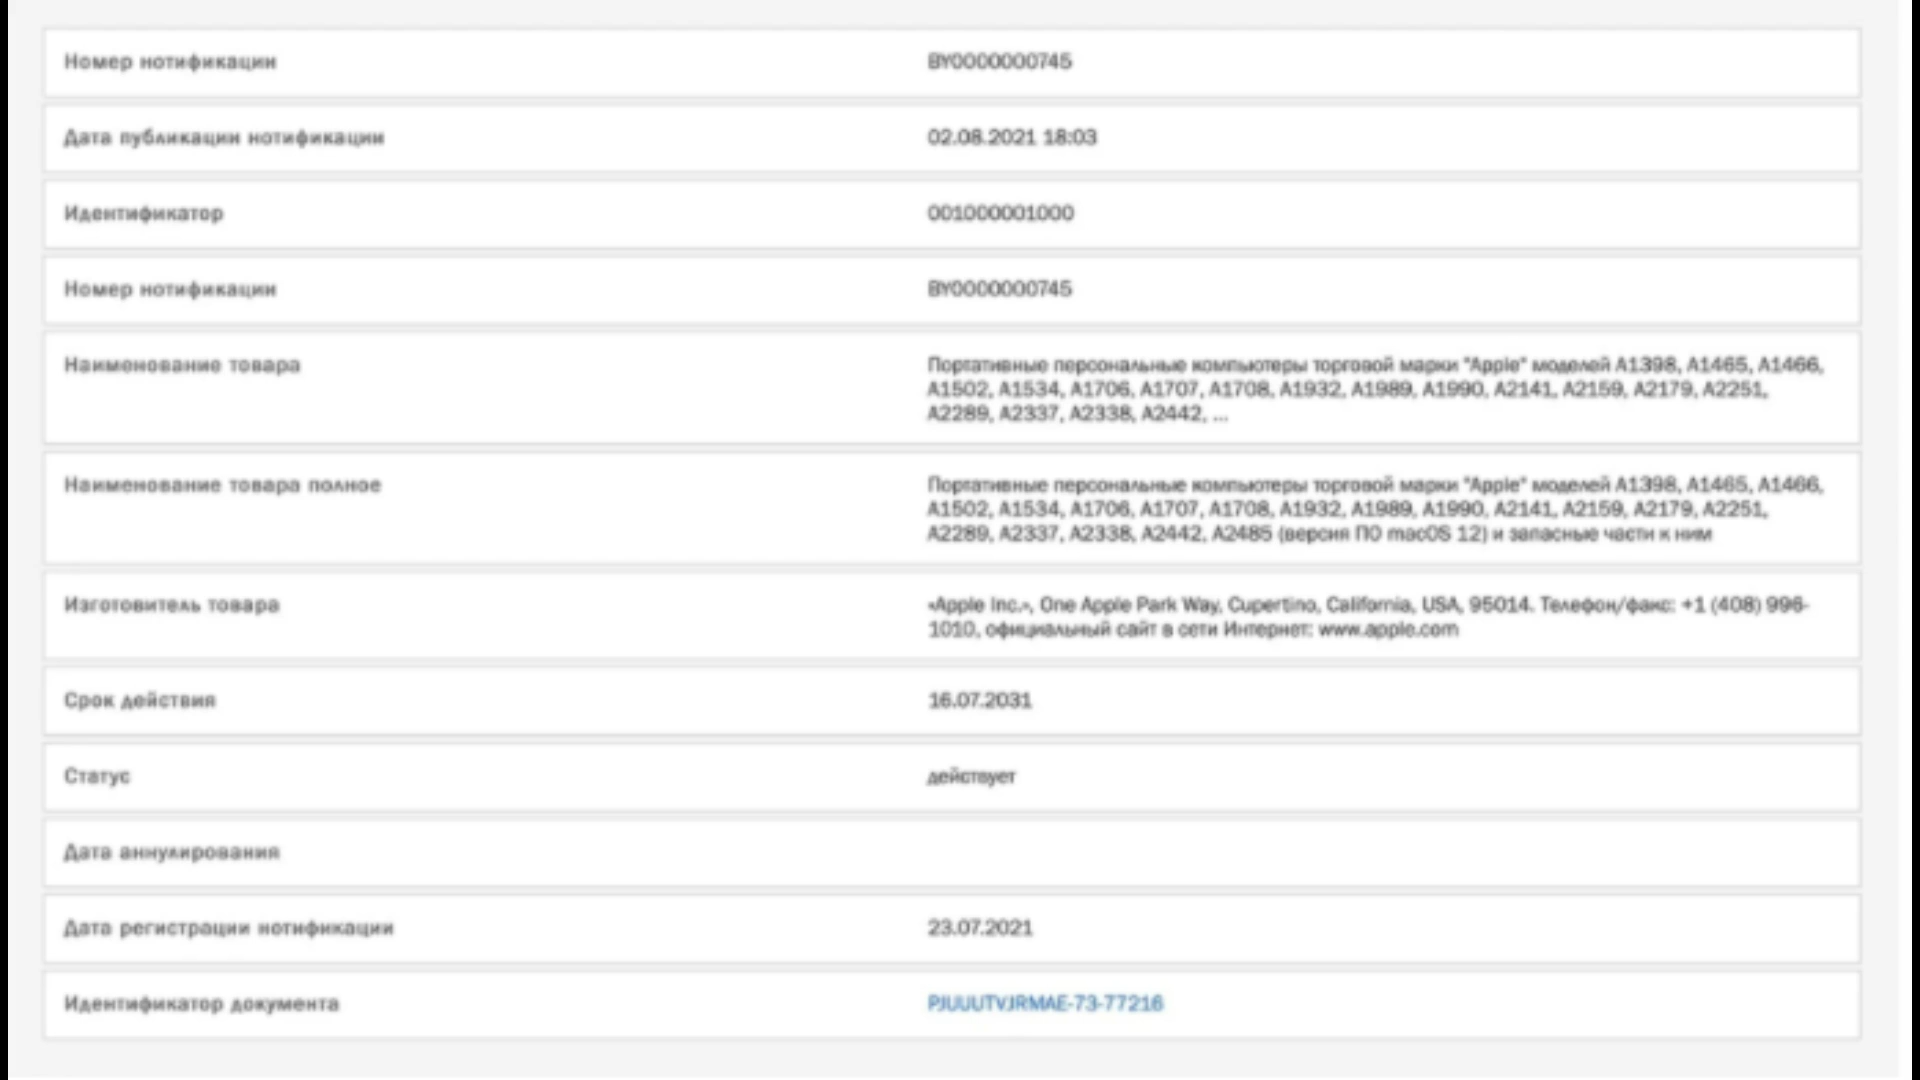 Номер нотификации BY0000000745
Дата публикации нотификации 02.08.2021 18:03
Идентификатор 001000001000
Номер нотификации BY0000000745
Наименование товара Портативные персональные компьютеры торговой марки "Apple" моделей A1398, A1465, A1466,
A1502, A1534, A1706, A1707, A1708, A1932, A1989, A1990, A2141, A2159, A2179, A2251,
A2289, A2337, A2338, A2442, ...
Наименование товара полное Портативные персональные компьютеры торговой марки "Apple" моделей A1398, A1465, A1466,
A1502, A1534, A1706, A1707, A1708, A1932, A1989, A1990, A2141, A2159, A2179, A2251,
A2289, A2337, A2338, A2442, A2485 (версия ПО macOS 12) и запасные части к ним
Изготовитель товара «Apple Inc.», One Apple Park Way, Cupertino, California, USA, 95014. Телефон/факс: +1 (408) 996-
1010, официальный сайт в сети Интернет: www.apple.com
Срок действия 16.07.2031
Статус действует
Дата аннулирования
Дата регистрации нотификации 23.07.2021
Идентификатор документа PJUUUTVJRMAE-73-77216